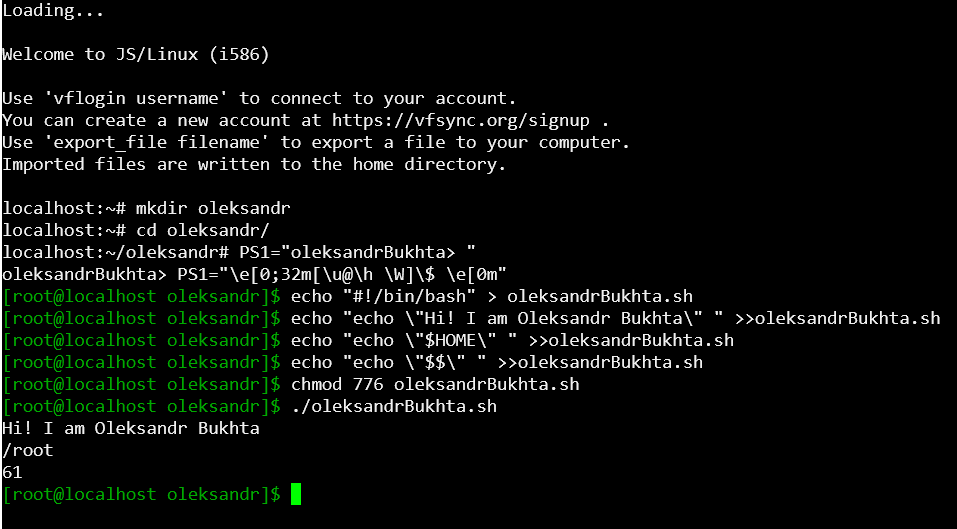 Loading...
Welcome to JS/Linux (i586)
Use 'vflogin username' to connect to your account.
You can create a new account at https://vfsync.org/signup .
Use 'export_file filename' to export a file to your computer.
Imported files are written to the home directory.
localhost:~# mkdir oleksandr
localhost:~# cd oleksandr/
localhost:~/oleksandr# PS1="oleksandrBukhta> "
oleksandrBukhta> PS1="\e[0;32m[\u@\h \W]\$ \e[0m"
[root@localhost oleksandr]$ echo "#!/bin/bash" > oleksandrBukhta.sh
[root@localhost oleksandr]$ echo "echo \"Hi! I am Oleksandr Bukhta\" " >>oleksandrBukhta.sh
[root@localhost oleksandr]$ echo "echo \"$HOME\" " >>oleksandrBukhta.sh
[root@localhost oleksandr]$ echo "echo \"$$\" " >>oleksandrBukhta.sh
[root@localhost oleksandr]$ chmod 776 oleksandrBukhta.sh
[root@localhost oleksandr]$ ./oleksandrBukhta.sh
Hi! I am Oleksandr Bukhta
/root
61
[root@localhost oleksandr]$